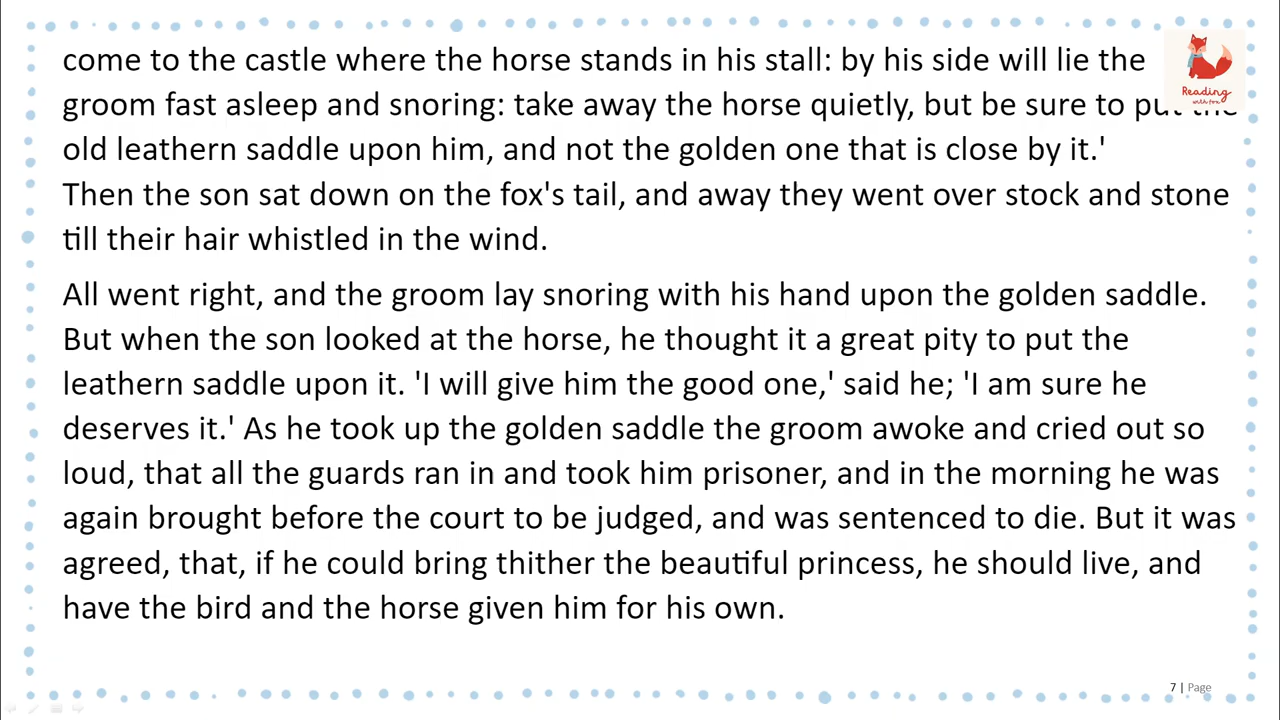 come to the castle where the horse stands in his stall: by his side will lie the
groom fast asleep and snoring: take away the horse quietly, but be sure to put the
old leathern saddle upon him, and not the golden one that is close by it.'
Then the son sat down on the fox's tail, and away they went over stock and stone
till their hair whistled in the wind.
All went right, and the groom lay snoring with his hand upon the golden saddle.
But when the son looked at the horse, he thought it a great pity to put the
leathern saddle upon it. 'I will give him the good one,' said he; 'I am sure he
deserves it.' As he took up the golden saddle the groom awoke and cried out so
loud, that all the guards ran in and took him prisoner, and in the morning he was
again brought before the court to be judged, and was sentenced to die. But it was
agreed, that, if he could bring thither the beautiful princess, he should live, and
have the bird and the horse given him for his own.
Reading
with fox
7 | Page